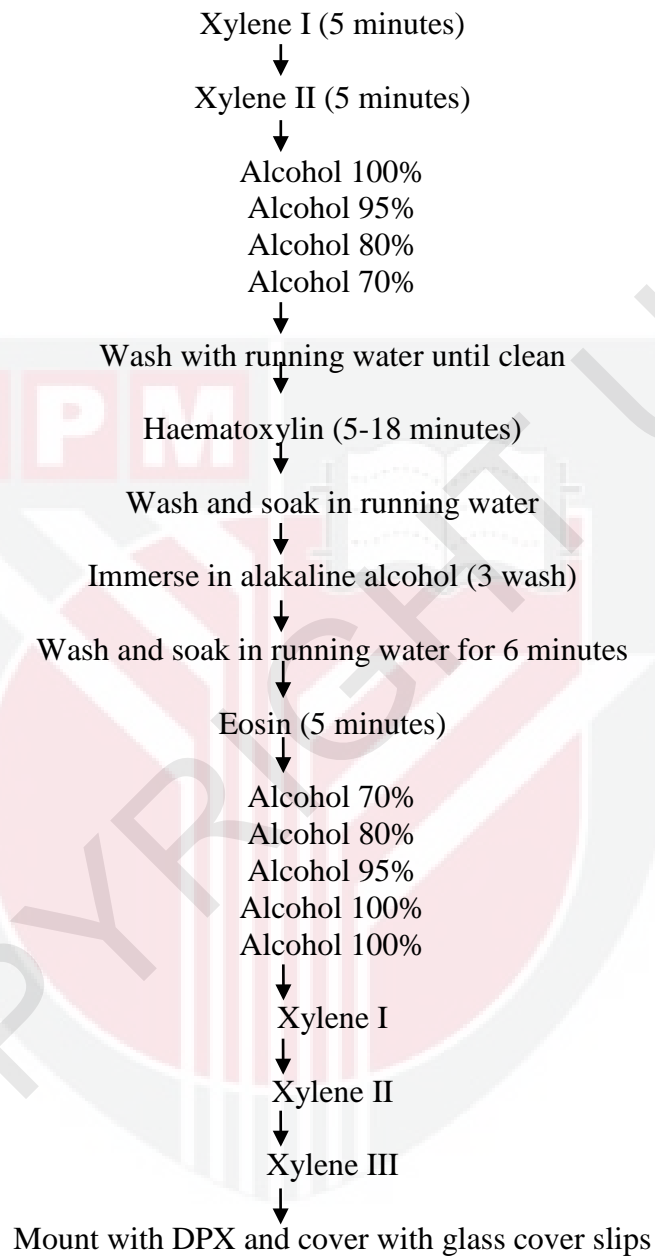 Xylene I (5 minutes)
Xylene II (5 minutes)
Alcohol 100%
Alcohol 95%
Alcohol 80%
Alcohol 70%
Wash with running water until clean
Haematoxylin (5-18 minutes)
Wash and soak in running water
Immerse in alakaline alcohol (3 wash)
Wash and soak in running water for 6 minutes
Eosin (5 minutes)
Alcohol 70%
Alcohol 80%
Alcohol 95%
Alcohol 100%
Alcohol 100%
Xylene I
Xylene II
Xylene III
Mount with DPX and cover with glass cover slips
PM
PYRIGHT U